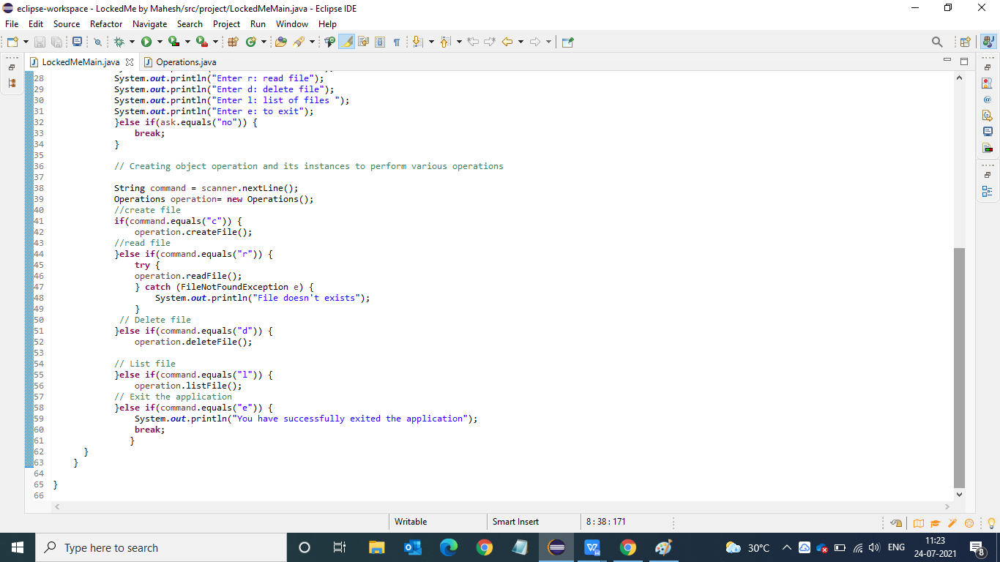 eclipse-workspace - LockedMe by Mahesh/src/project/LockedMeMain.java - Eclipse IDE
File Edit Source Refactor Navigate Search Project Run Window Help
LockedMeMain.java Operations.java
28 System.out.println("Enter r: read file");
29 System.out.println("Enter d: delete file");
30 System.out.println("Enter l: list of files ");
31 System.out.println("Enter e: to exit");
32 }else if(ask.equals("no")) {
33 break;
34 }
35
36 // Creating object operation and its instances to perform various operations
37
38 String command = scanner.nextLine();
39 Operations operation= new Operations();
40 //create file
41 if(command.equals("c")) {
42 operation.createFile();
43 //read file
44 }else if(command.equals("r")) {
45 try {
46 operation.readFile();
47 } catch (FileNotFoundException e) {
48 System.out.println("File doesn't exists");
49 }
50 // Delete file
51 }else if(command.equals("d")) {
52 operation.deleteFile();
53
54 // List file
55 }else if(command.equals("l")) {
56 operation.listFile();
57 // Exit the application
58 }else if(command.equals("e")) {
59 System.out.println("You have successfully exited the application");
60 break;
61 }
62 }
63 }
64
65 }
66
Writable Smart Insert 8 : 38 : 171
Type here to search 30°C ENG 11:23
24-07-2021 8